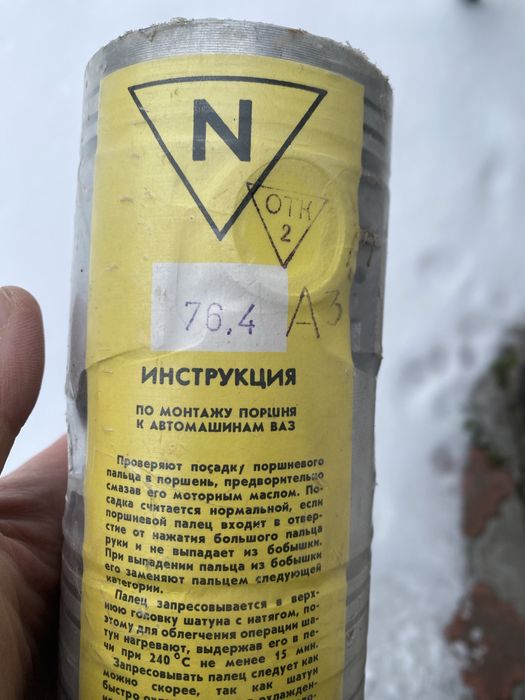 N
ОТК
2
76,4 А3
ИНСТРУКЦИЯ
ПО МОНТАЖУ ПОРШНЯ
К АВТОМАШИНАМ ВАЗ
Проверяют посадку поршневого
пальца в поршень, предворительно
смазав его моторным маслом. По-
садка считается нормальной, если
поршневой палец входит в отвер-
стие от нажатия большого пальца
руки и не выпадает из бобышки.
При выпадении пальца из бобышки
его заменяют пальцем следующей
категории.
Палец запресовывается в верх-
нюю головку шатуна с натягом, по-
этому для облегчения операции ша-
тун нагревают, выдержав его в пе-
чи при 240°С не менее 15 мин.
Запресовывать палец следует как
можно скорее, так как шатун
быстро